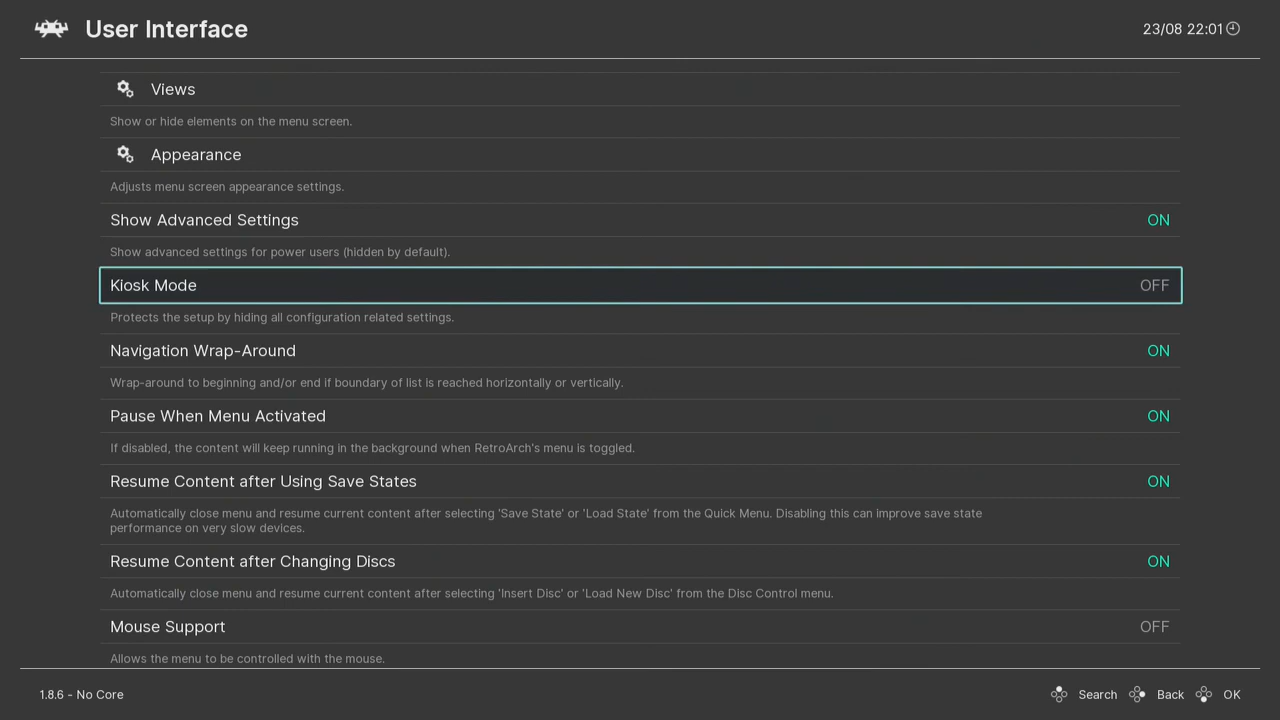 User Interface
23/08 22:01
Views
Show or hide elements on the menu screen.
Appearance
Adjusts menu screen appearance settings.
Show Advanced Settings ON
Show advanced settings for power users (hidden by default).
Kiosk Mode OFF
Protects the setup by hiding all configuration related settings.
Navigation Wrap-Around ON
Wrap-around to beginning and/or end if boundary of list is reached horizontally or vertically.
Pause When Menu Activated ON
If disabled, the content will keep running in the background when RetroArch's menu is toggled.
Resume Content after Using Save States ON
Automatically close menu and resume current content after selecting 'Save State' or 'Load State' from the Quick Menu. Disabling this can improve save state
performance on very slow devices.
Resume Content after Changing Discs ON
Automatically close menu and resume current content after selecting 'Insert Disc' or 'Load New Disc' from the Disc Control menu.
Mouse Support OFF
Allows the menu to be controlled with the mouse.
1.8.6 - No Core
Search Back OK